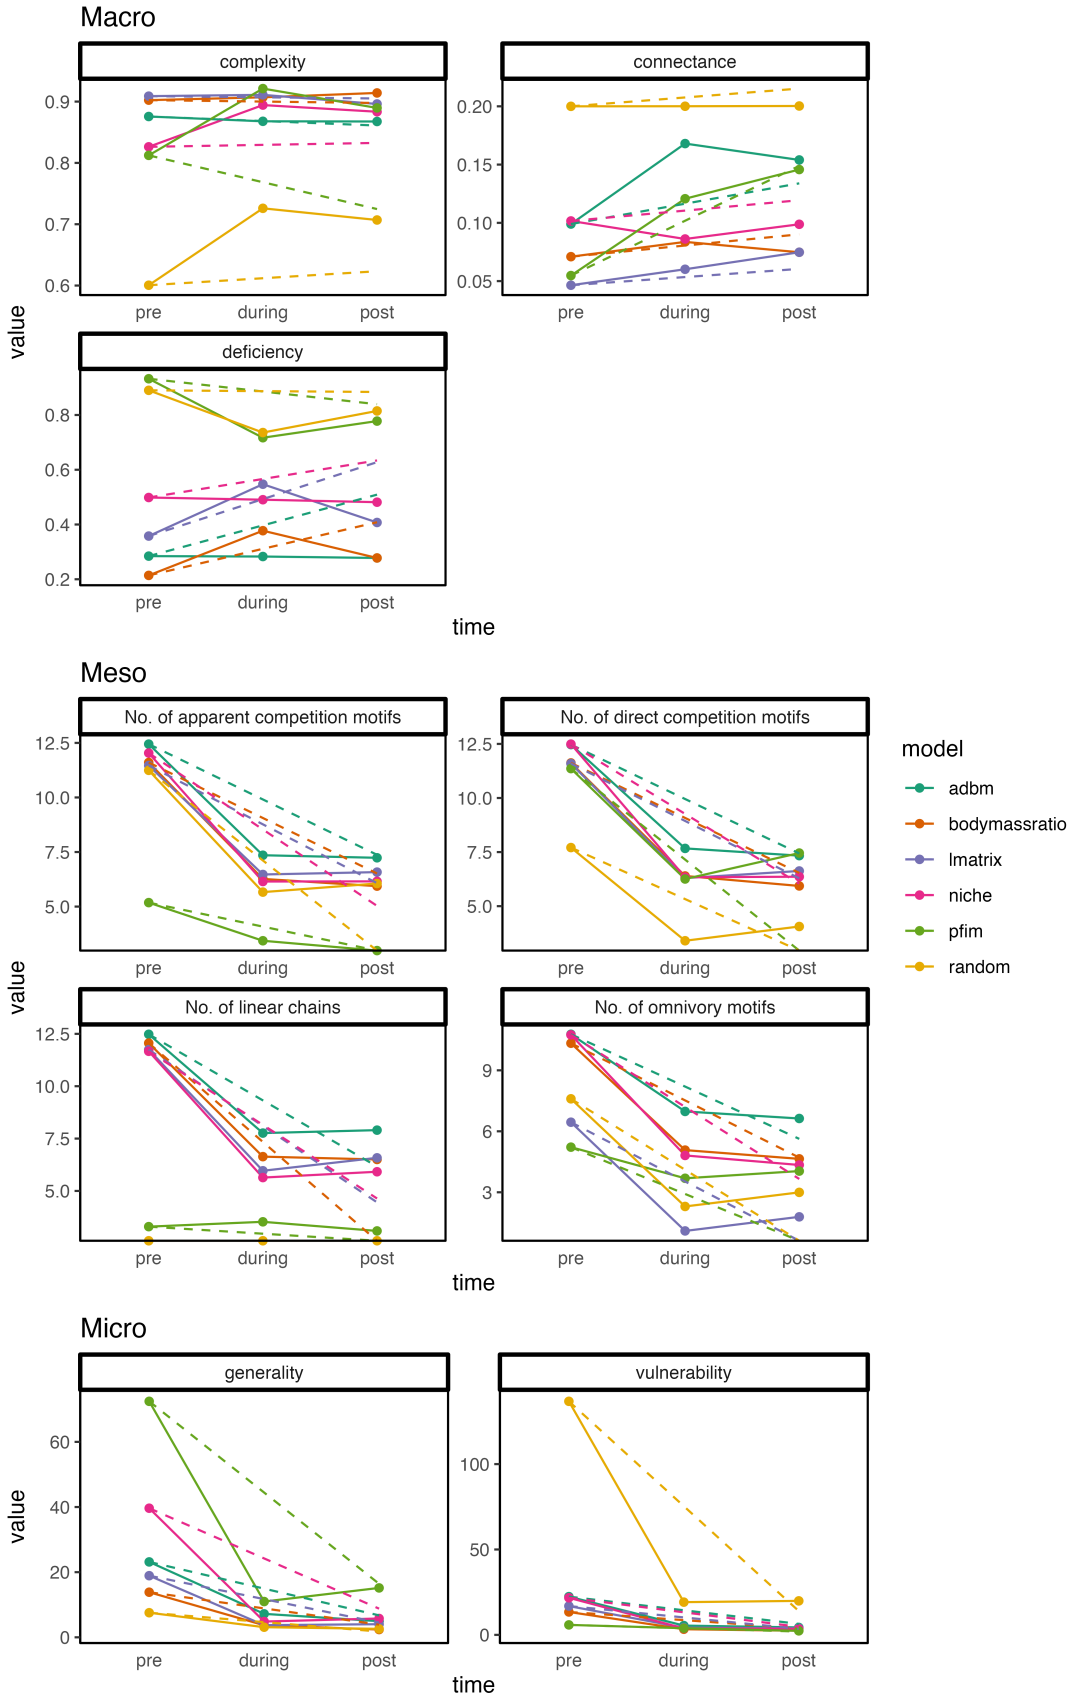 Macro
complexity
connectance
0.9
0.8
0.7
0.6
0.20
0.15
0.10
0.05
pre during post
pre during post
deficiency
0.8
0.6
0.4
0.2
pre during post
value
time
Meso
No. of apparent competition motifs
No. of direct competition motifs
12.5
10.0
7.5
5.0
12.5
10.0
7.5
5.0
pre during post
pre during post
No. of linear chains
No. of omnivory motifs
12.5
10.0
7.5
5.0
9
6
3
pre during post
pre during post
value
time
model
adbm
bodymassratio
lmatrix
niche
pfim
random
Micro
generality
vulnerability
60
40
20
0
100
50
0
pre during post
pre during post
value
time